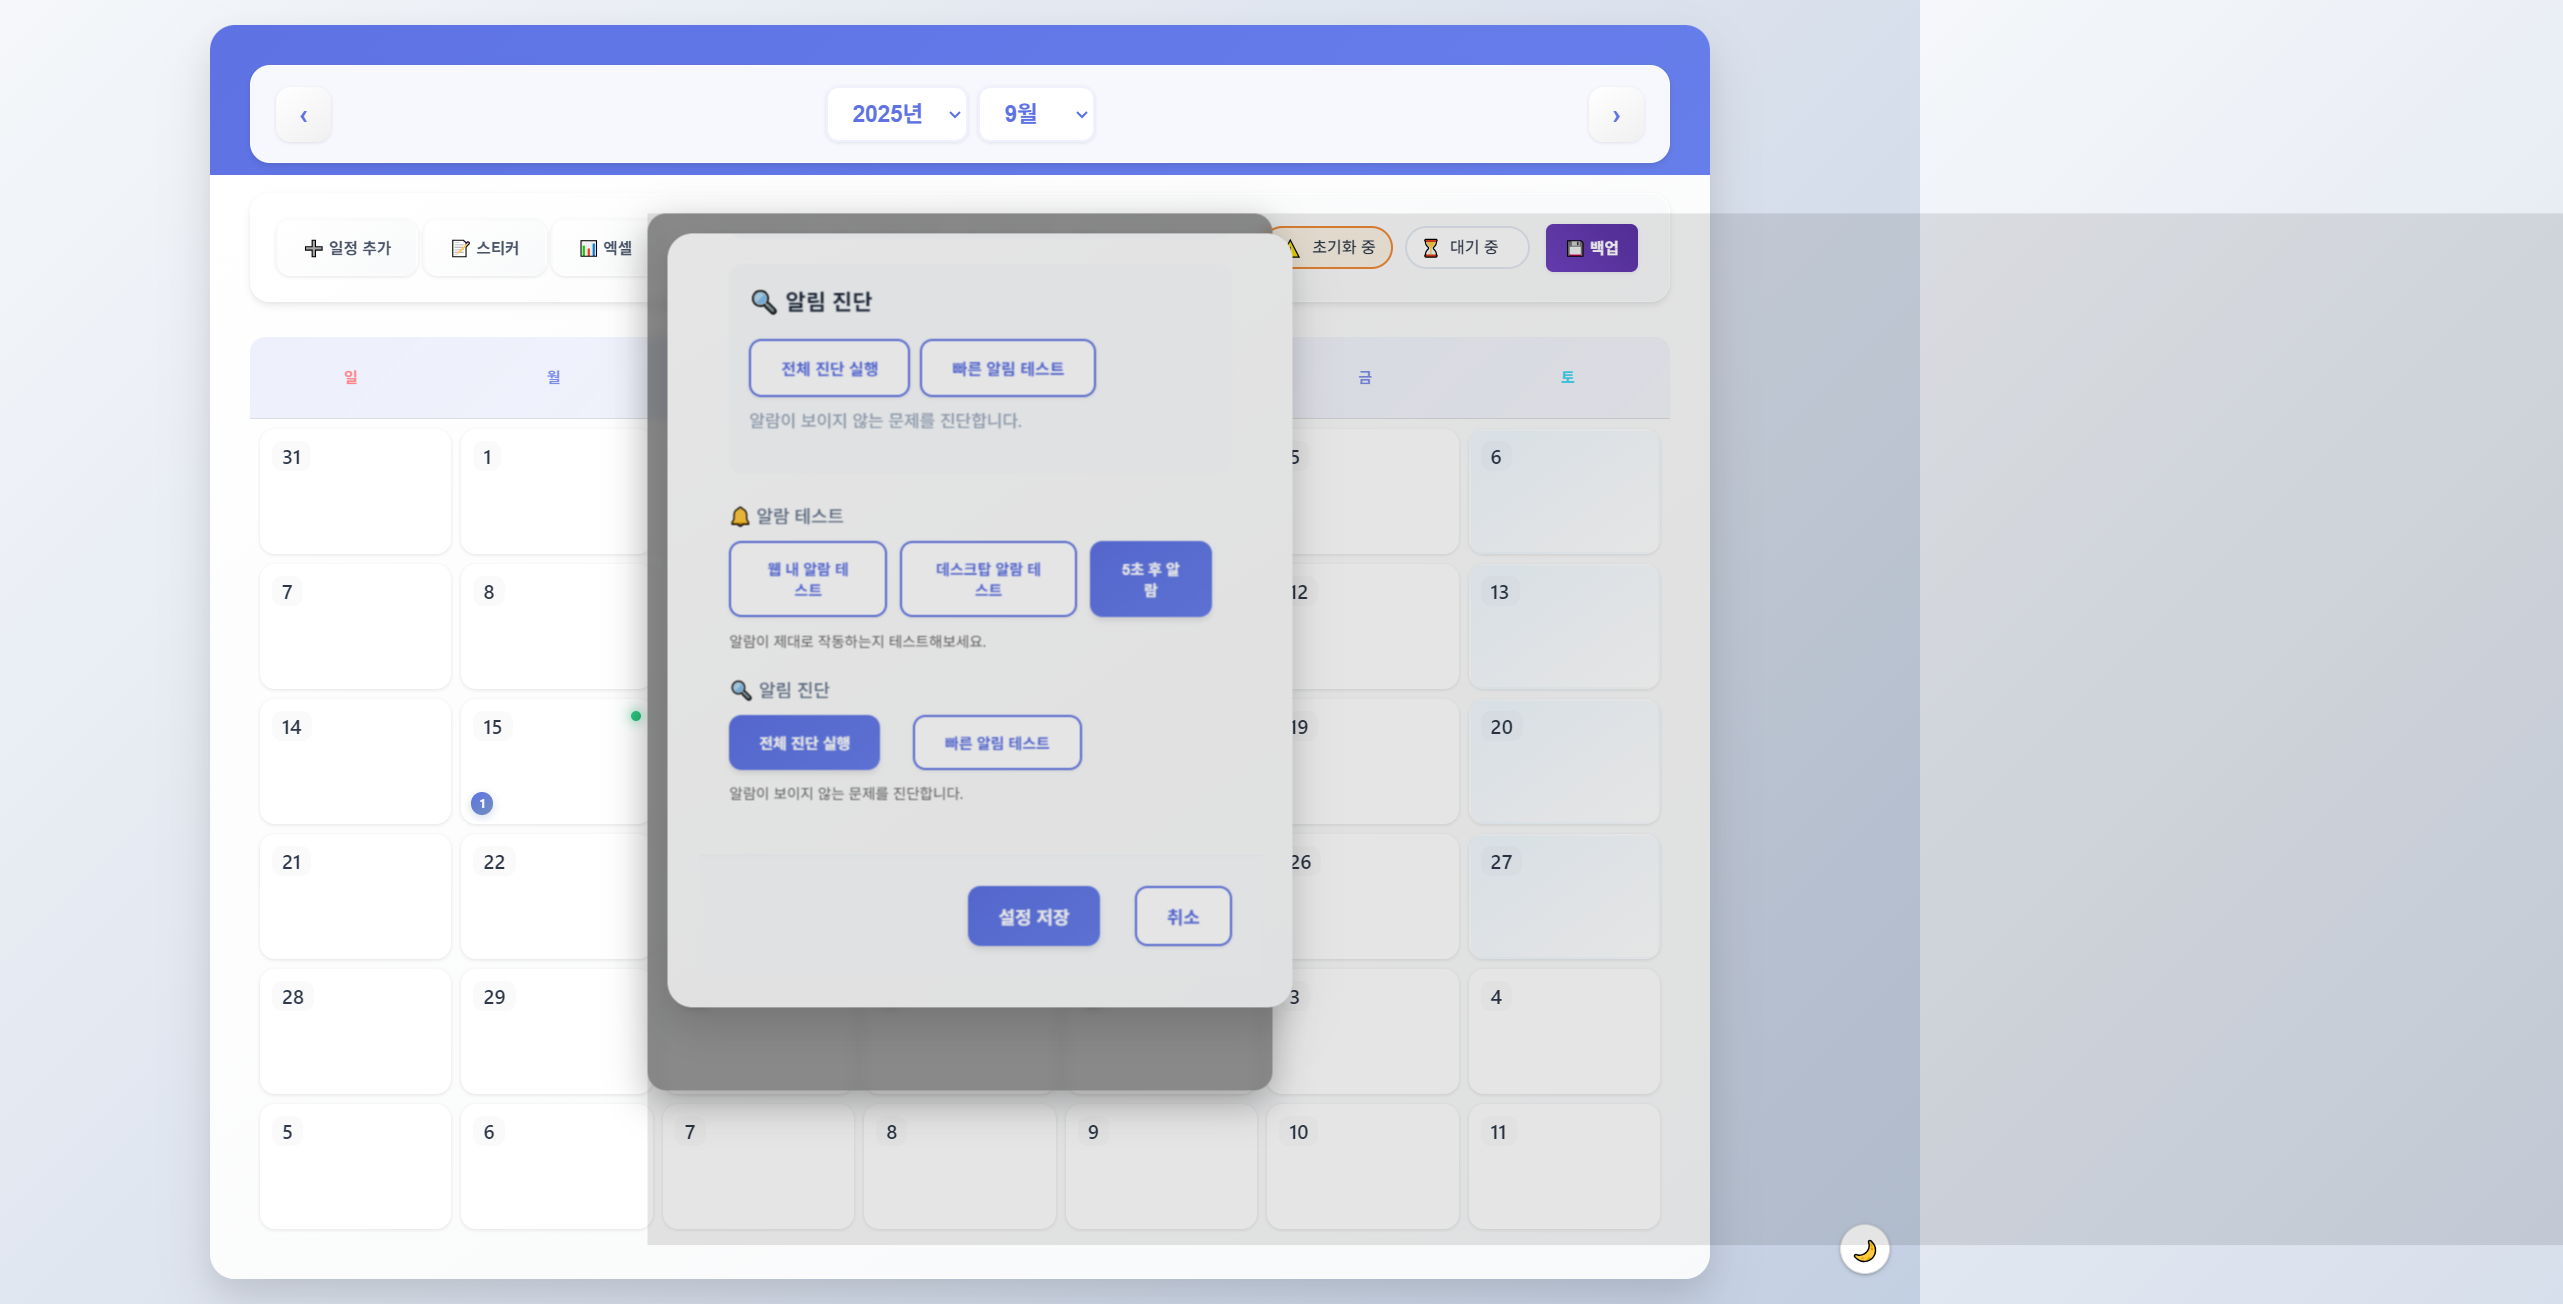 ‹ 2025년 9월 ›
일정 추가 스티커 엑셀 초기화 중 대기 중 백업
알림 진단
전체 진단 실행 빠른 알림 테스트
알람이 보이지 않는 문제를 진단합니다.
일 월 금 토
31 1 5 6
알람 테스트
웹 내 알람 테
스트
데스크탑 알람 테
스트
5초 후 알
람
알람이 제대로 작동하는지 테스트해보세요.
7 8 12 13
알림 진단
전체 진단 실행 빠른 알림 테스트
알람이 보이지 않는 문제를 진단합니다.
14 15 19 20
1
설정 저장 취소
21 22 26 27
28 29 3 4
5 6 7 8 9 10 11